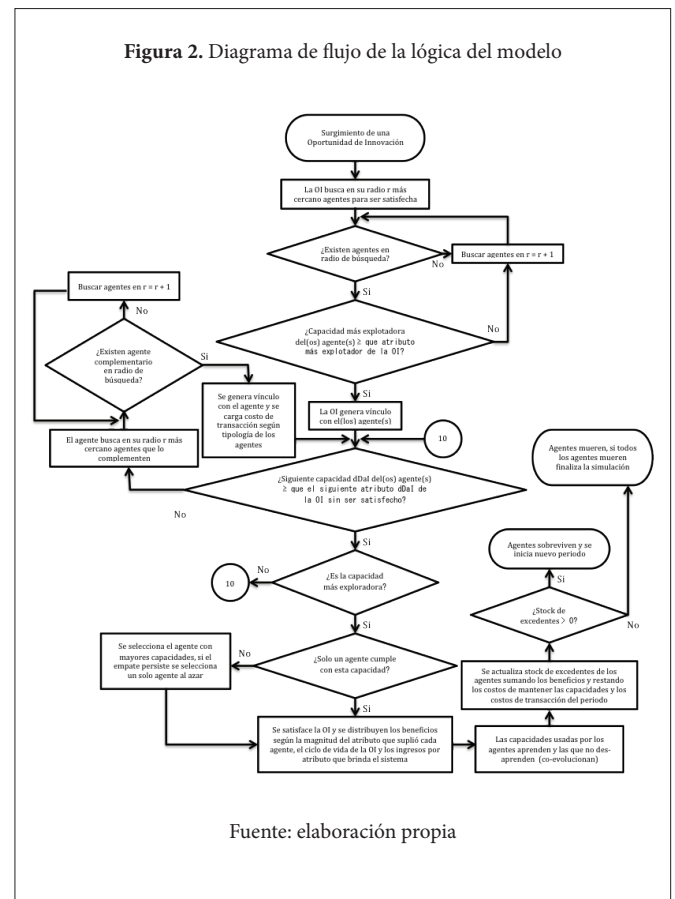 Figura 2. Diagrama de flujo de la lógica del modelo
Surgimiento de una
Oportunidad de Innovación
La OI busca en su radio r más
cercano agentes para ser satisfecha
¿Existen agentes en
radio de búsqueda?
No
Buscar agentes en r = r + 1
Si
¿Capacidad más explotadora
del(os) agente(s) ≥ que atributo
más explotador de la OI?
No
Si
Buscar agentes en r = r + 1
No
¿Existen agente
complementario
en radio de
búsqueda?
Si
Se genera vínculo
con el agente y se
carga costo de
transacción según
tipología de los
agentes
La OI genera vínculo
con el(los) agente(s)
10
El agente busca en su radio r más
cercano agentes que lo
complementen
¿Siguiente capacidad dDal del(os) agente(s)
≥ que el siguiente atributo dDal de
la OI sin ser satisfecho?
No
Si
Agentes mueren, si todos
los agentes mueren
finaliza la simulación
Agentes sobreviven y se
inicia nuevo periodo
10
No
¿Es la capacidad
más exploradora?
Si
Si
¿Stock de
excedentes > 0?
No
Se selecciona el agente con
mayores capacidades, si el
empate persiste se selecciona
un solo agente al azar
No
¿Solo un agente cumple
con esta capacidad?
Si
Se actualiza stock de excedentes de los
agentes sumando los beneficios y restando
los costos de mantener las capacidades y los
costos de transacción del periodo
Se satisface la OI y se distribuyen los beneficios
según la magnitud del atributo que suplió cada
agente, el ciclo de vida de la OI y los ingresos por
atributo que brinda el sistema
Las capacidades usadas por los
agentes aprenden y las que no des-
aprenden (co-evolucionan)
Fuente: elaboración propia